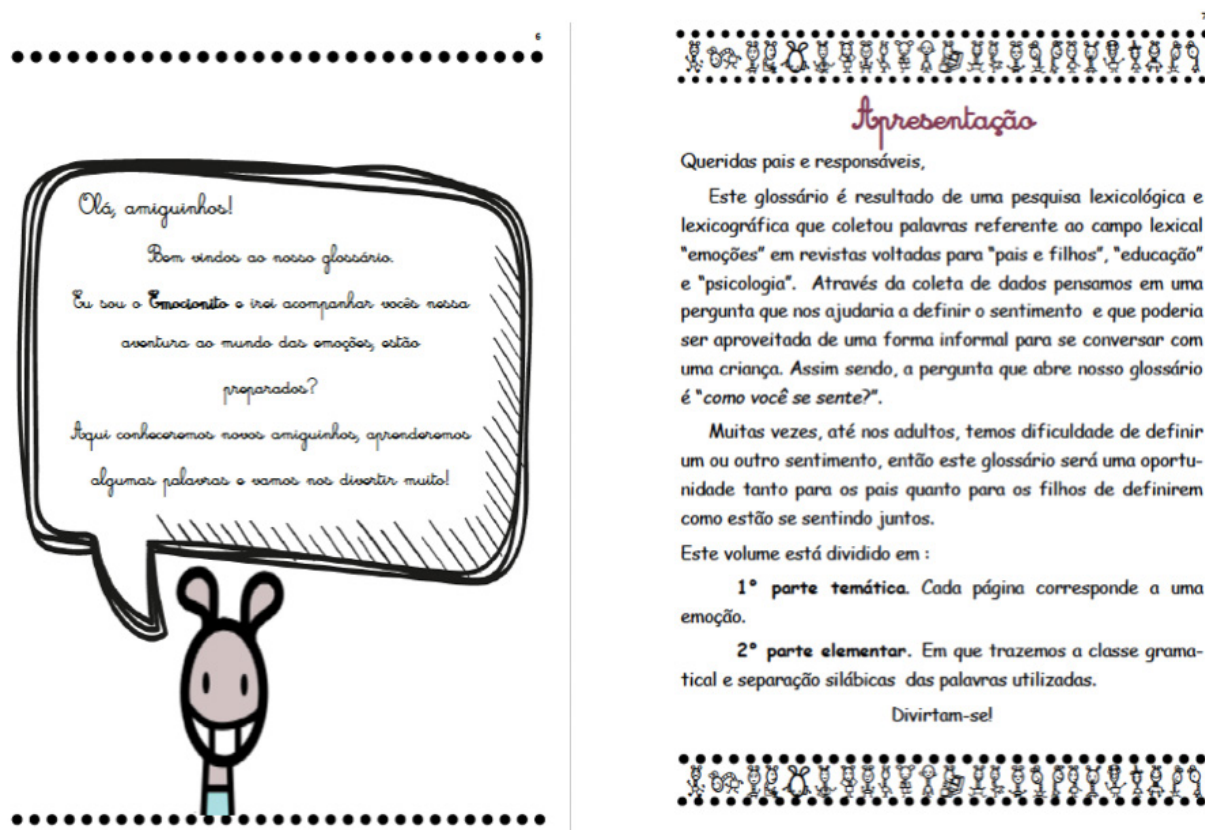 6
Olá, amiguinhos!
Bem vindos ao nosso glossário.
Eu sou o Emocionito e irei acompanhar vocês nessa
aventura ao mundo das emoções, estão
preparados?
Aqui conheceremos novos amiguinhos, aprenderemos
algumas palavras e vamos nos divertir muito!
7
Apresentação
Queridas pais e responsáveis,
Este glossário é resultado de uma pesquisa lexicológica e
lexicográfica que coletou palavras referente ao campo lexical
“emoções” em revistas voltadas para “pais e filhos”, “educação”
e “psicologia”. Através da coleta de dados pensamos em uma
pergunta que nos ajudaria a definir o sentimento e que poderia
ser aproveitada de uma forma informal para se conversar com
uma criança. Assim sendo, a pergunta que abre nosso glossário
é “como você se sente?”.
Muitas vezes, até nos adultos, temos dificuldade de definir
um ou outro sentimento, então este glossário será uma oportu-
nidade tanto para os pais quanto para os filhos de definirem
como estão se sentindo juntos.
Este volume está dividido em :
1° parte temática. Cada página corresponde a uma
emoção.
2° parte elementar. Em que trazemos a classe grama-
tical e separação silábicas das palavras utilizadas.
Divirtam-se!